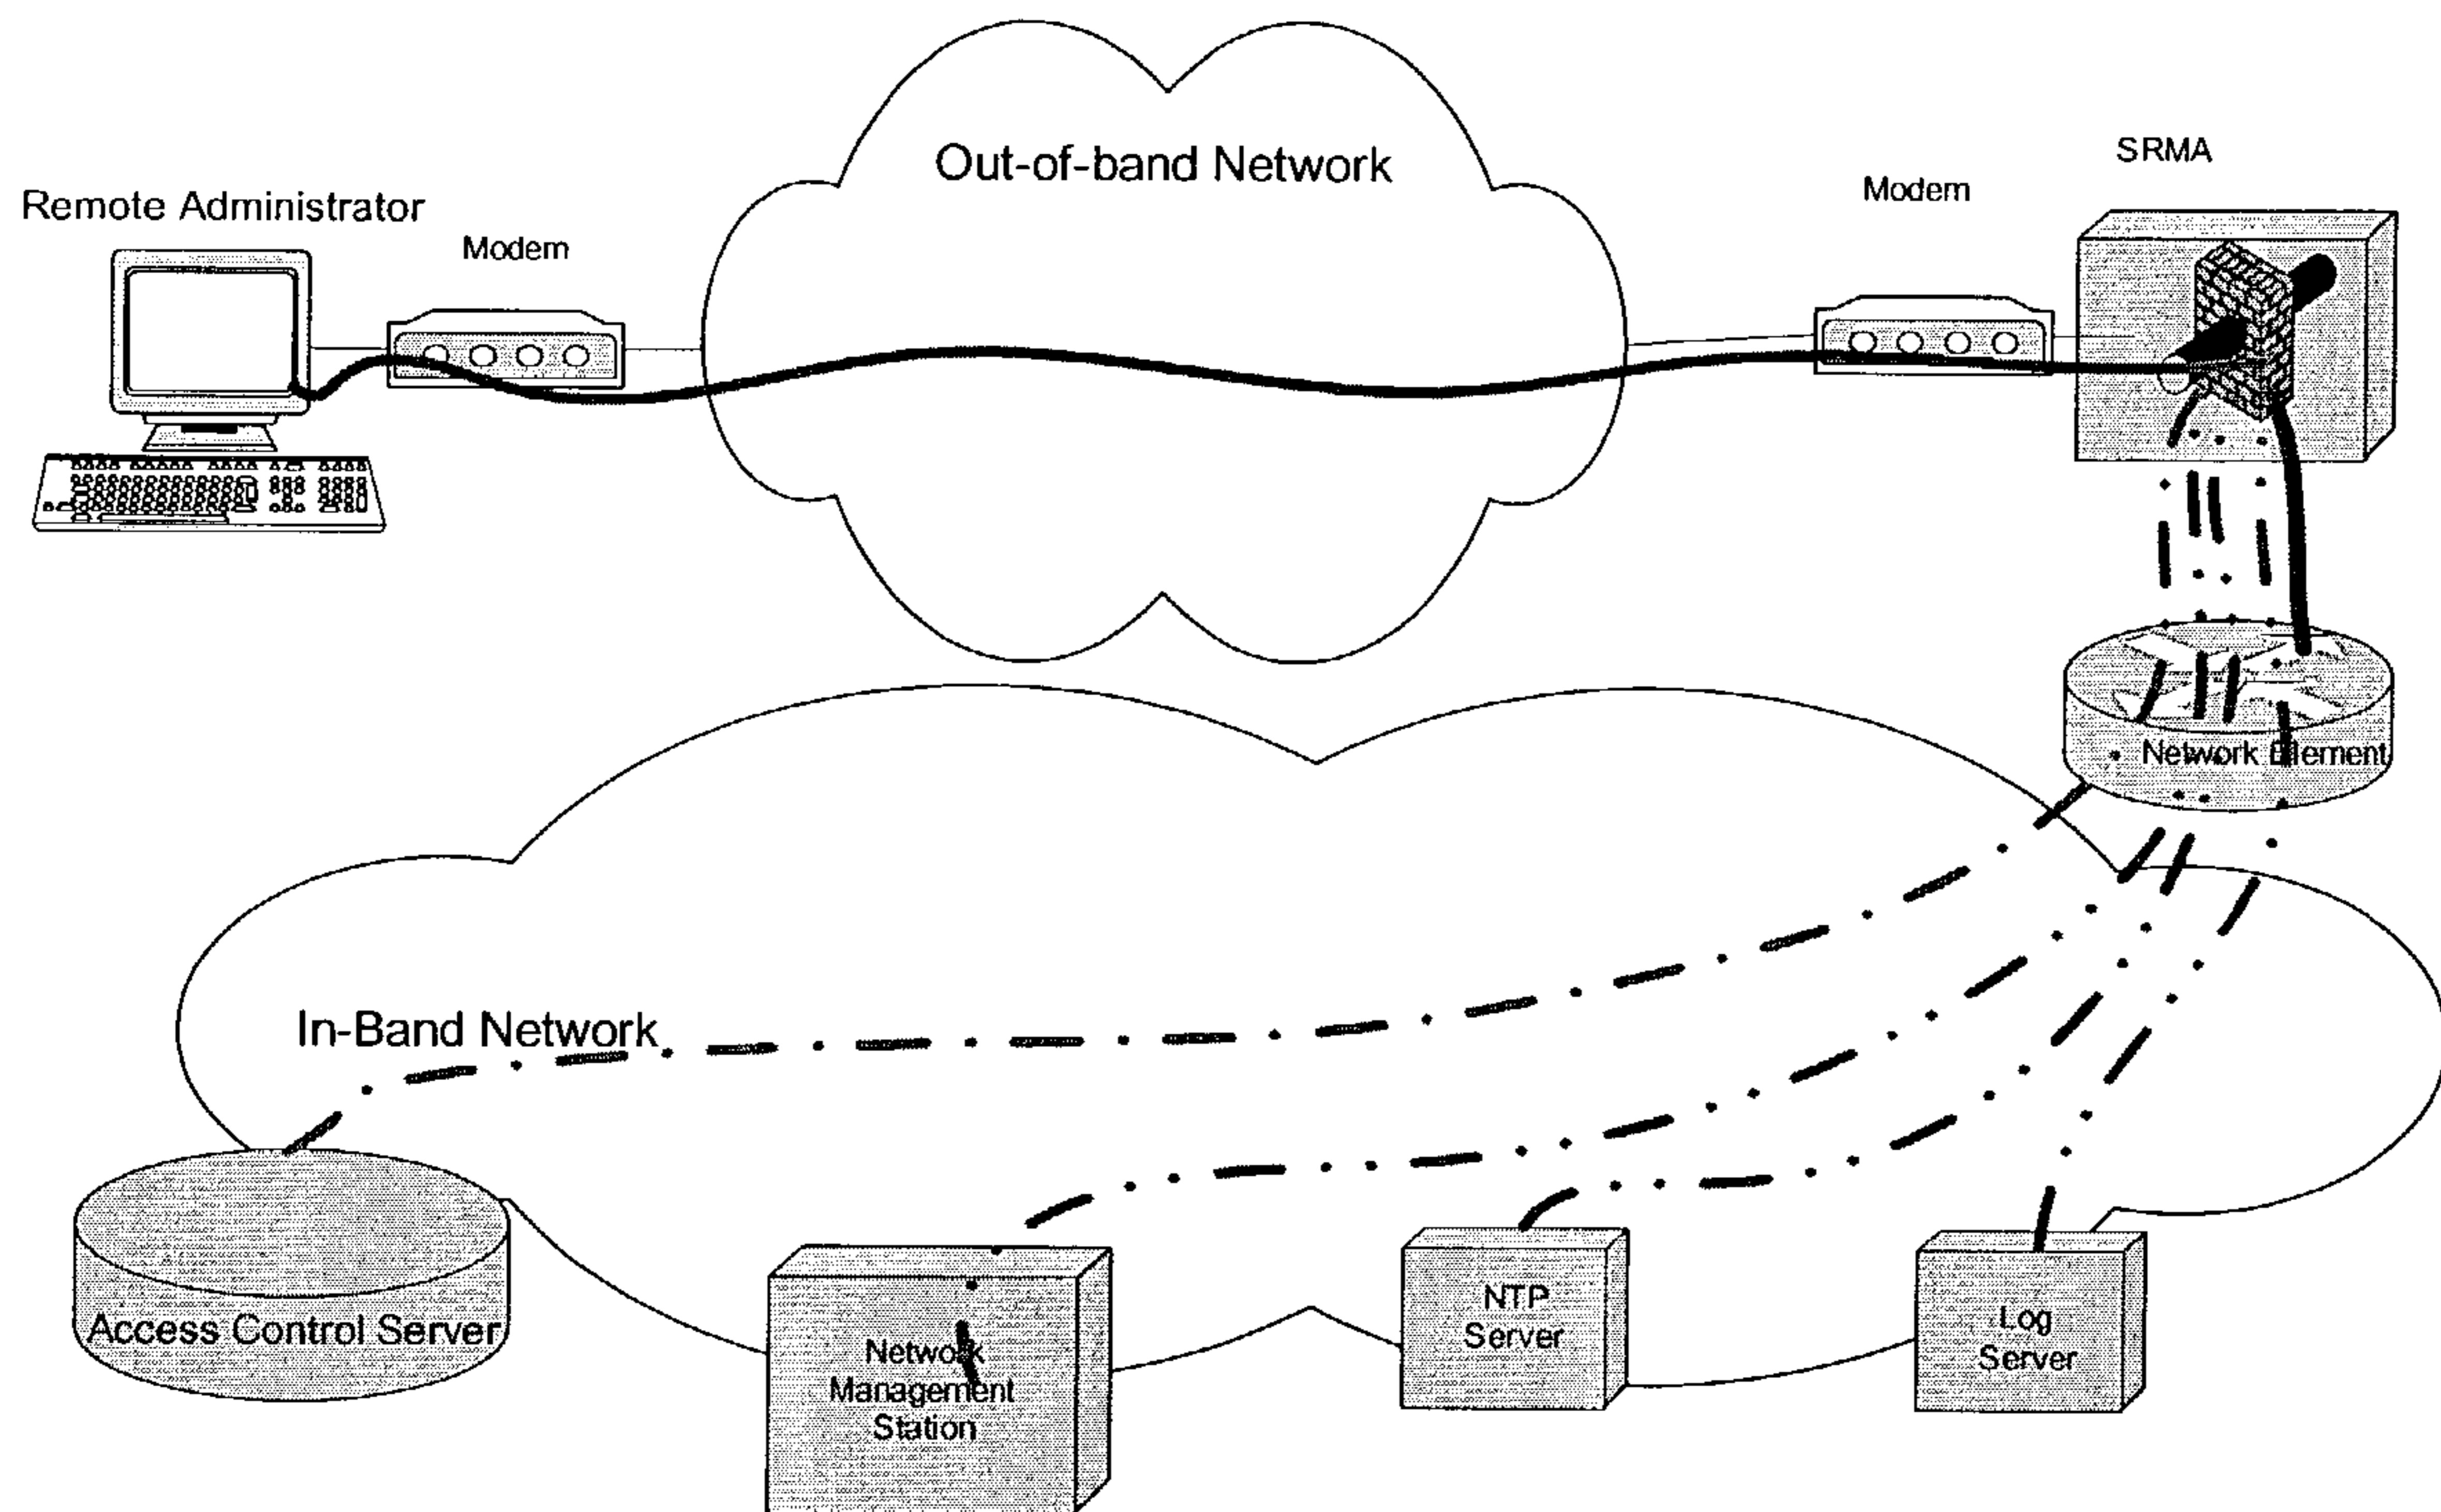 Out-of-band Network
SRMA
Modem
Remote Administrator
Modem
Network Element
In-Band Network
Access Control Server
Network
Management
Station
NTP
Server
Log
Server